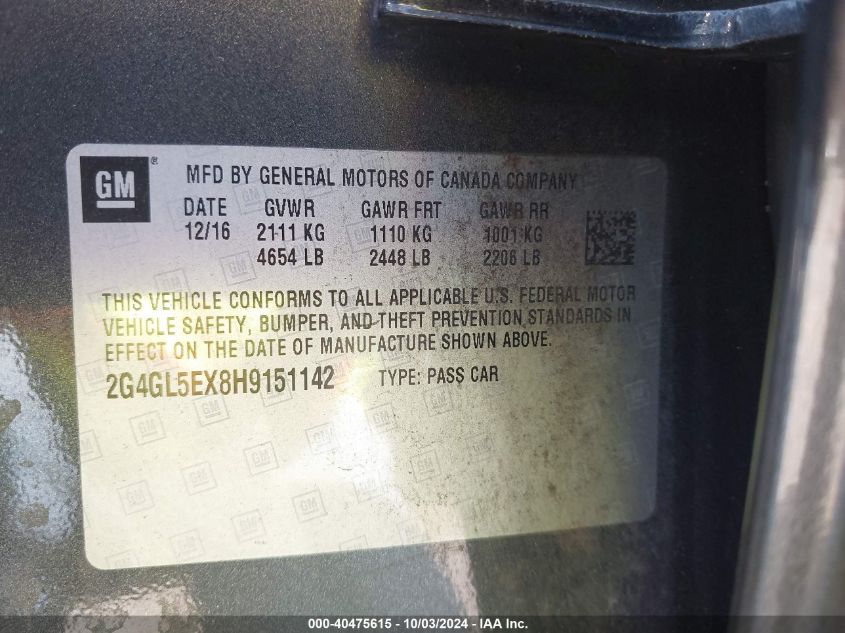 GM ® MFD BY GENERAL MOTORS OF CANADA COMPANY
DATE GVWR GAWR FRT GAWR RR
12/16 2111 KG 1110 KG 1001 KG
4654 LB 2448 LB 2206 LB
THIS VEHICLE CONFORMS TO ALL APPLICABLE U.S. FEDERAL MOTOR
VEHICLE SAFETY, BUMPER, AND THEFT PREVENTION STANDARDS IN
EFFECT ON THE DATE OF MANUFACTURE SHOWN ABOVE.
2G4GL5EX8H9151142 TYPE: PASS CAR
000-40475615 - 10/03/2024 - IAA Inc.